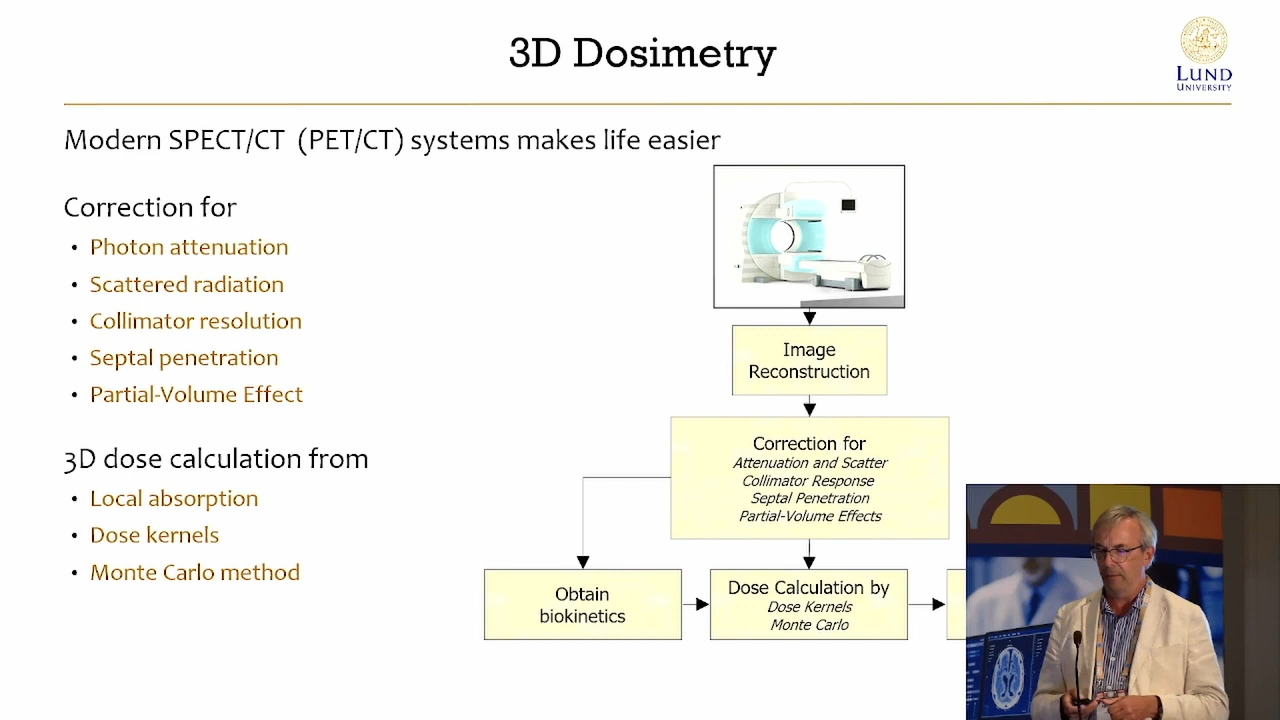 3D Dosimetry
LUND
UNIVERSITY
Modern SPECT/CT (PET/CT) systems makes life easier
Correction for
• Photon attenuation
• Scattered radiation
• Collimator resolution
• Septal penetration
• Partial-Volume Effect
3D dose calculation from
• Local absorption
• Dose kernels
• Monte Carlo method
Image
Reconstruction
Correction for
Attenuation and Scatter
Collimator Response
Septal Penetration
Partial-Volume Effects
Obtain
biokinetics
Dose Calculation by
Dose Kernels
Monte Carlo